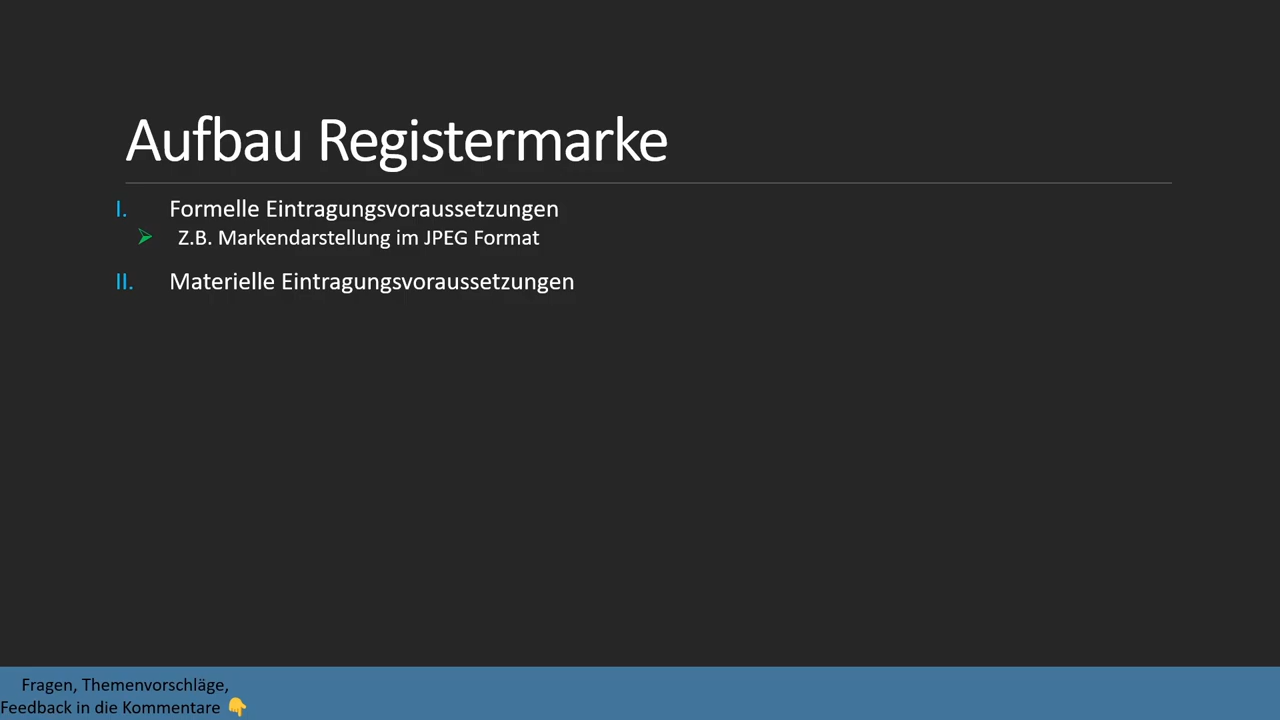 Aufbau Registermarke
I. Formelle Eintragungsvoraussetzungen
Z.B. Markendarstellung im JPEG Format
II. Materielle Eintragungsvoraussetzungen
Fragen, Themenvorschläge,
Feedback in die Kommentare 👇